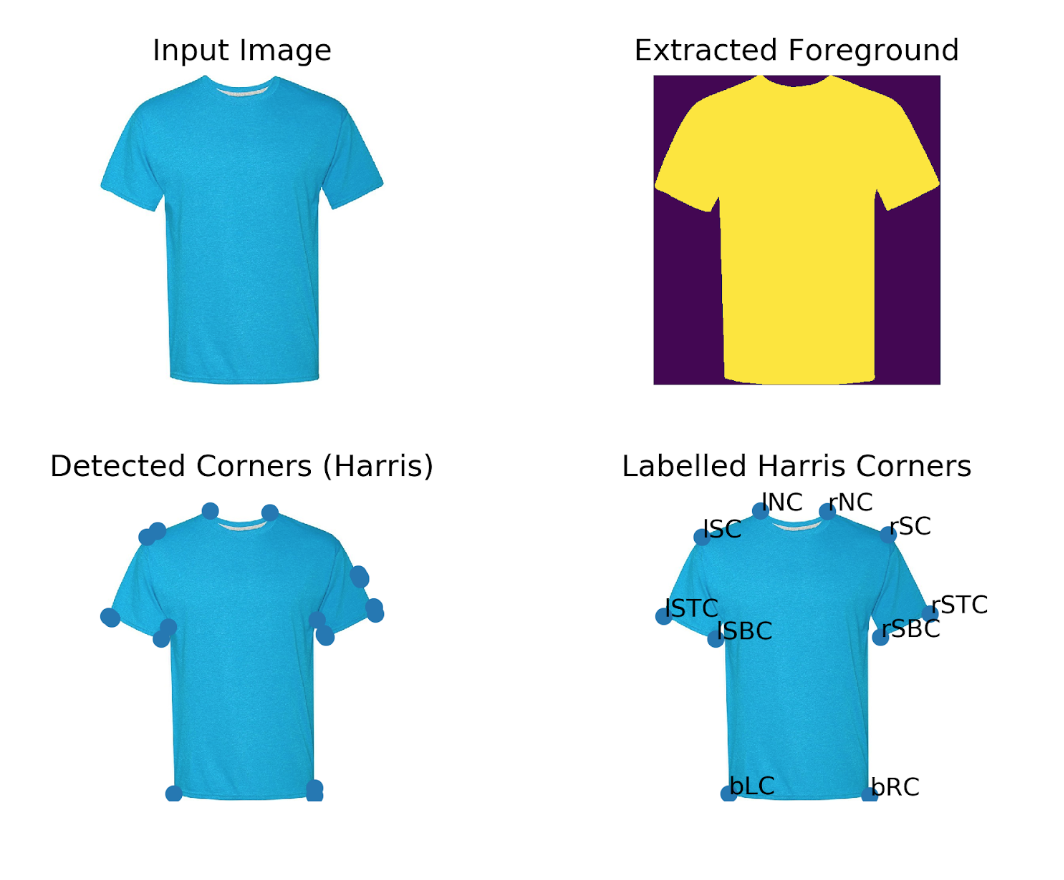 Input Image
Extracted Foreground
Detected Corners (Harris)
Labelled Harris Corners
lNC
rNC
lSC
rSC
lSTC
rSTC
lSBC
rSBC
bLC
bRC